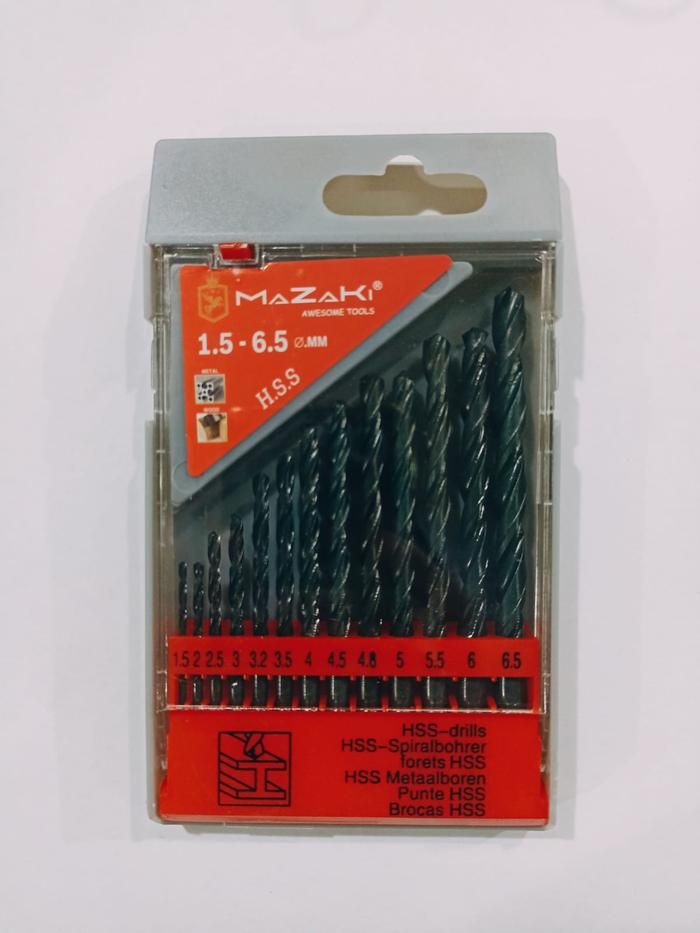 MaZaKi®
AWESOME TOOLS
1.5 - 6.5 Ø.MM
METAL
H.S.S
WOOD
1.5 2 2.5 3 3.2 3.5 4 4.5 4.8 5 5.5 6 6.5
HSS-drills
HSS-Spiralbohrer
forets HSS
HSS Metaalboren
Punte HSS
Brocas HSS